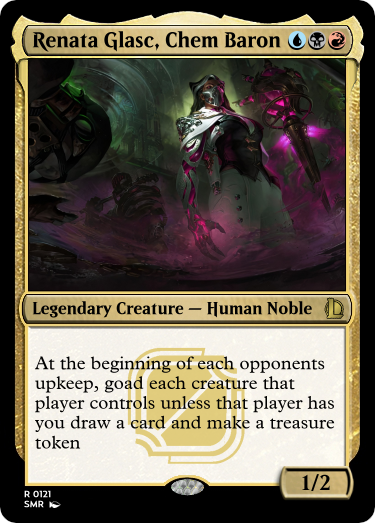 Renata Glasc, Chem Baron
Legendary Creature — Human Noble
At the beginning of each opponents
upkeep, goad each creature that
player controls unless that player has
you draw a card and make a treasure
token
1/2
R 0121
SMR